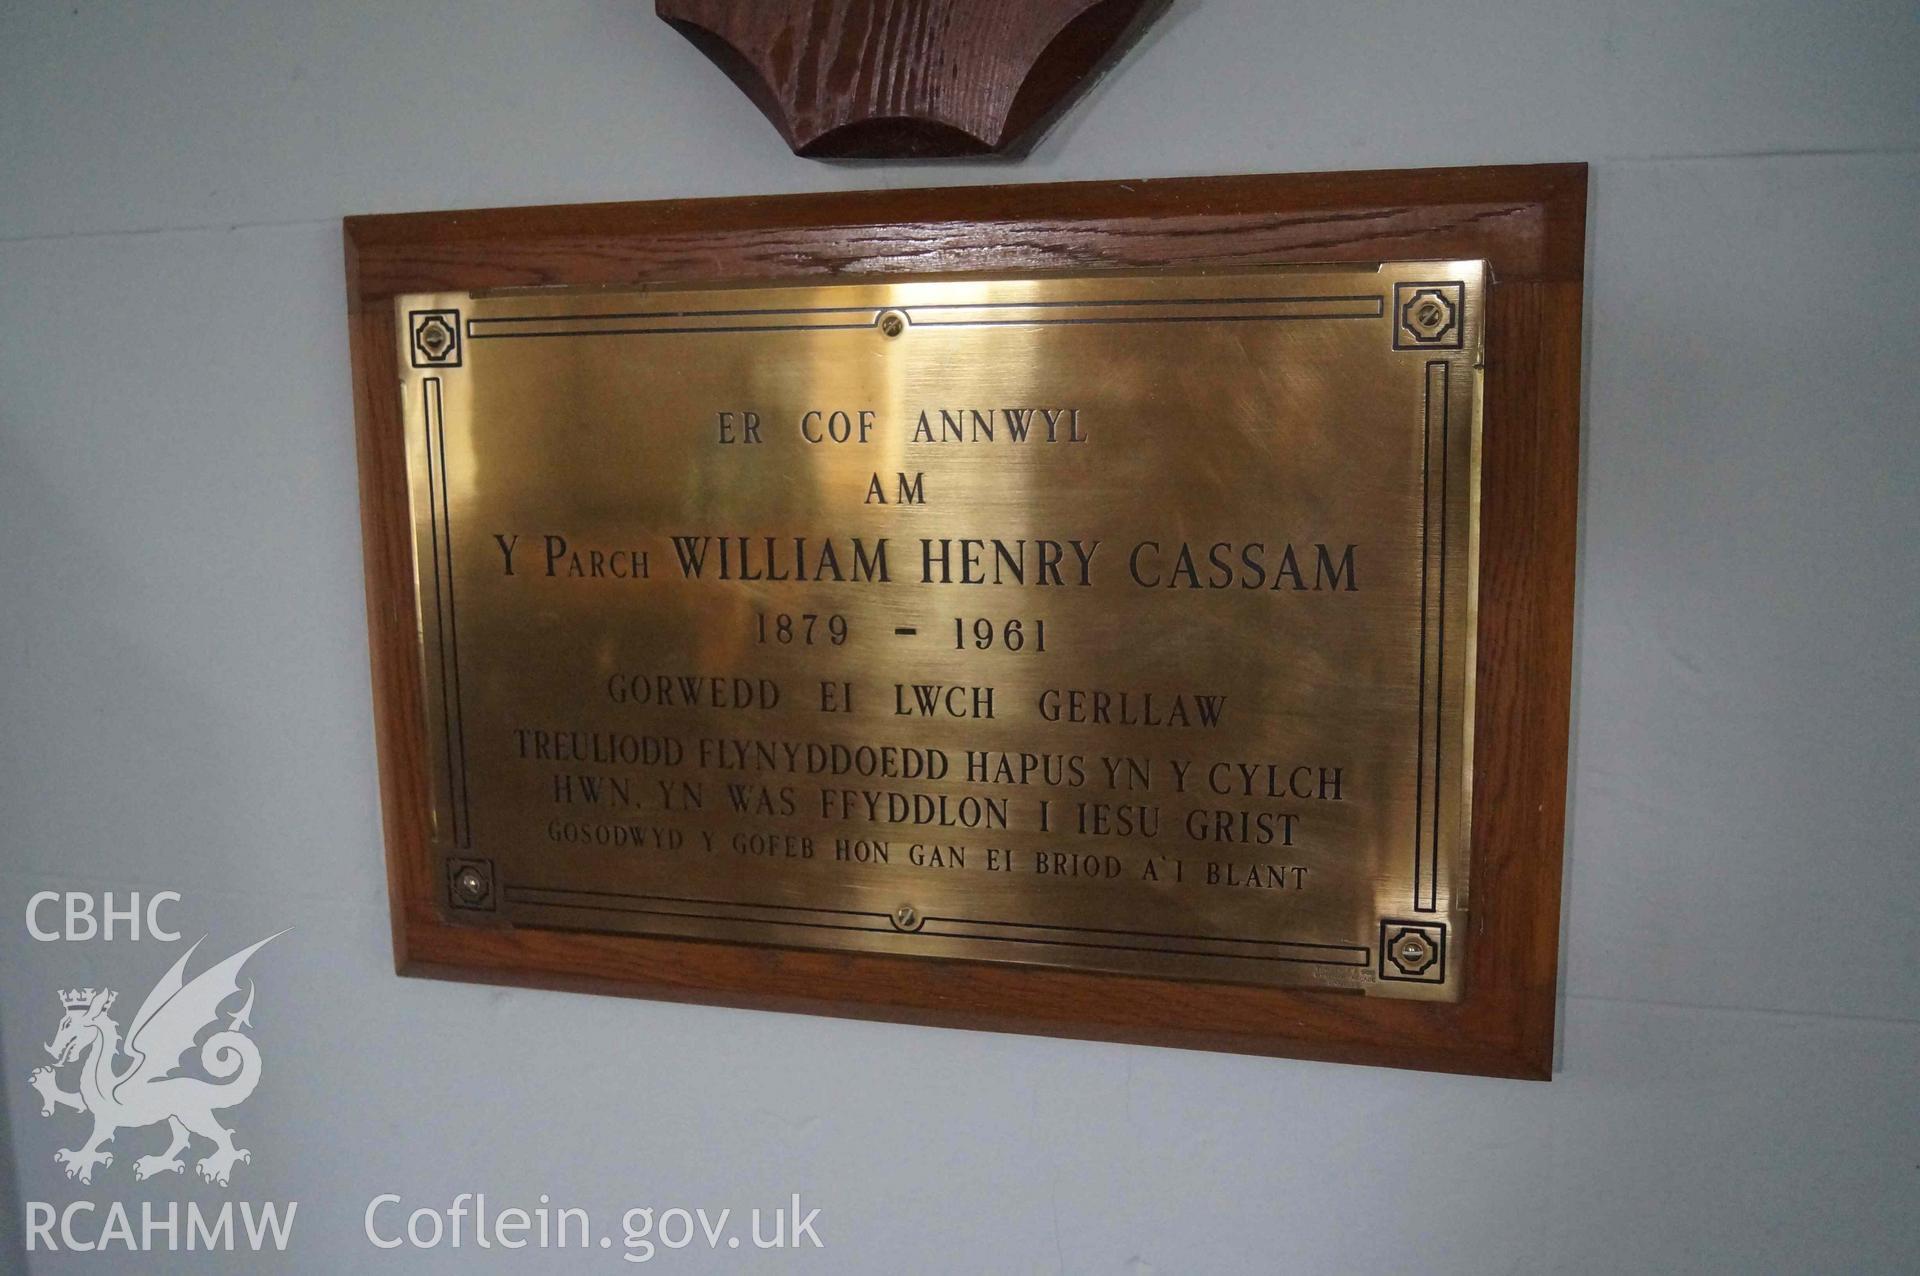 ER COF ANNWYL
AM
Y PARCH WILLIAM HENRY CASSAM
1879 - 1961
GORWEDD EI LWCH GERLLAW
TREULIODD FLYNYDDOEDD HAPUS YN Y CYLCH
HWN, YN WAS FFYDDLON I IESU GRIST
GOSODWYD Y GOFEB HON GAN EI BRIOD A'I BLANT
CBHC
RCAHMW
Coflein.gov.uk